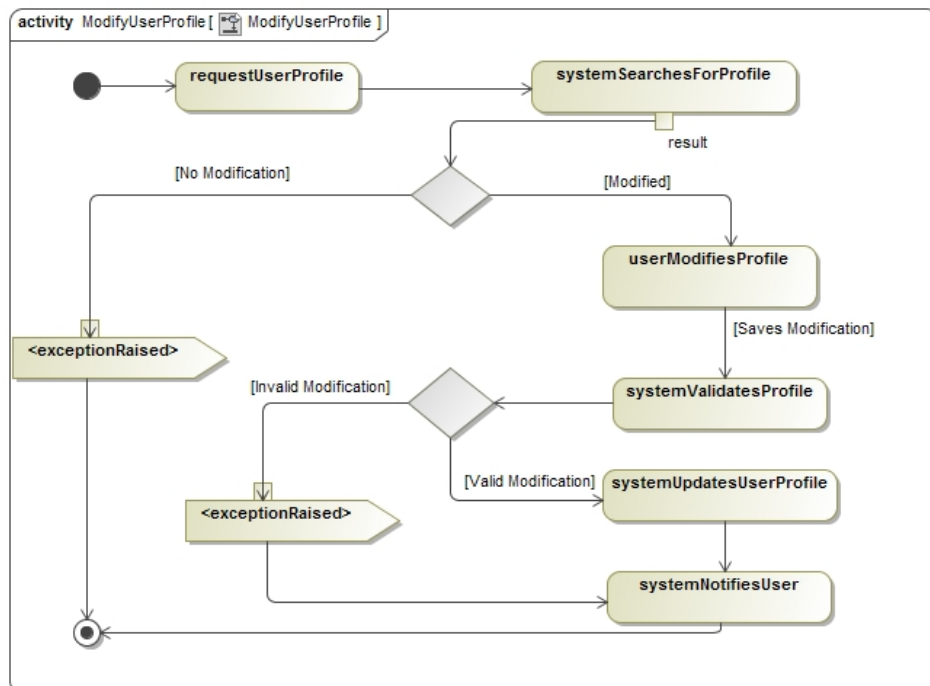 activity ModifyUserProfile [ ModifyUserProfile ]
requestUserProfile
systemSearchesForProfile
result
[No Modification]
[Modified]
userModifiesProfile
[Saves Modification]
<exceptionRaised>
[Invalid Modification]
systemValidatesProfile
[Valid Modification]
systemUpdatesUserProfile
<exceptionRaised>
systemNotifiesUser